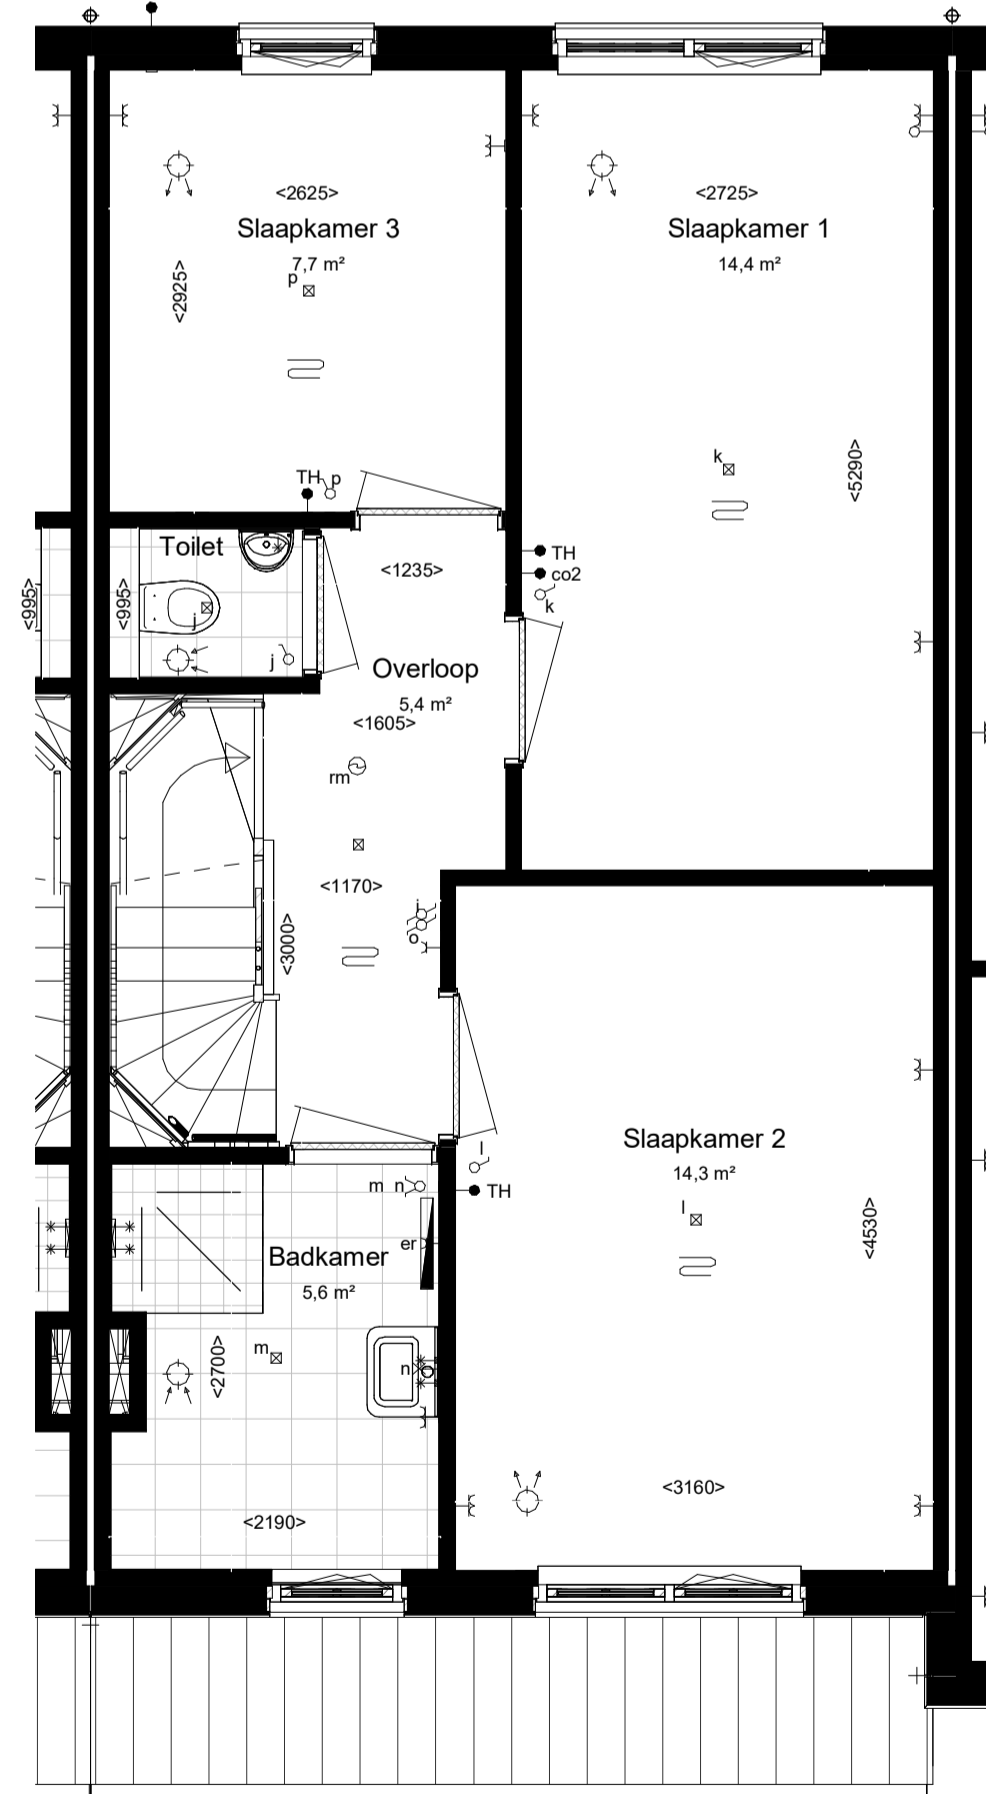 <2625>
Slaapkamer 3
7,7 m²
p
<2925>
TH p
<2725>
Slaapkamer 1
14,4 m²
k
<5290>
TH
co2
k
Toilet
<995>
<995>
j
j
<1235>
Overloop
5,4 m²
<1605>
rm
<1170>
<3000>
j
o
Slaapkamer 2
14,3 m²
l
l
TH
<4530>
<3160>
m n
er
Badkamer
5,6 m²
m
<2700>
n
<2190>